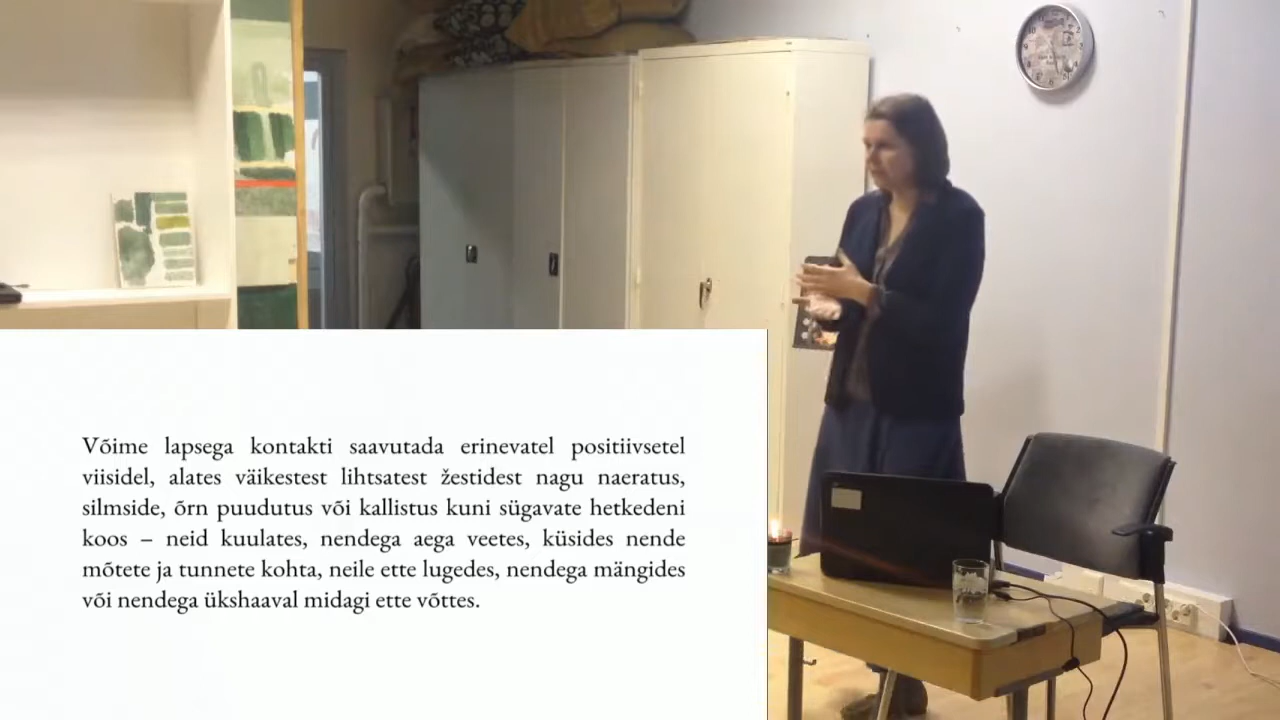 Võime lapsega kontakti saavutada erinevatel positiivsetel
viisidel, alates väikestest lihtsatest žestidest nagu naeratus,
silmside, õrn puudutus või kallistus kuni sügavate hetkedeni
koos – neid kuulates, nendega aega veetes, küsides nende
mõtete ja tunnete kohta, neile ette lugedes, nendega mängides
või nendega ükshaaval midagi ette võttes.